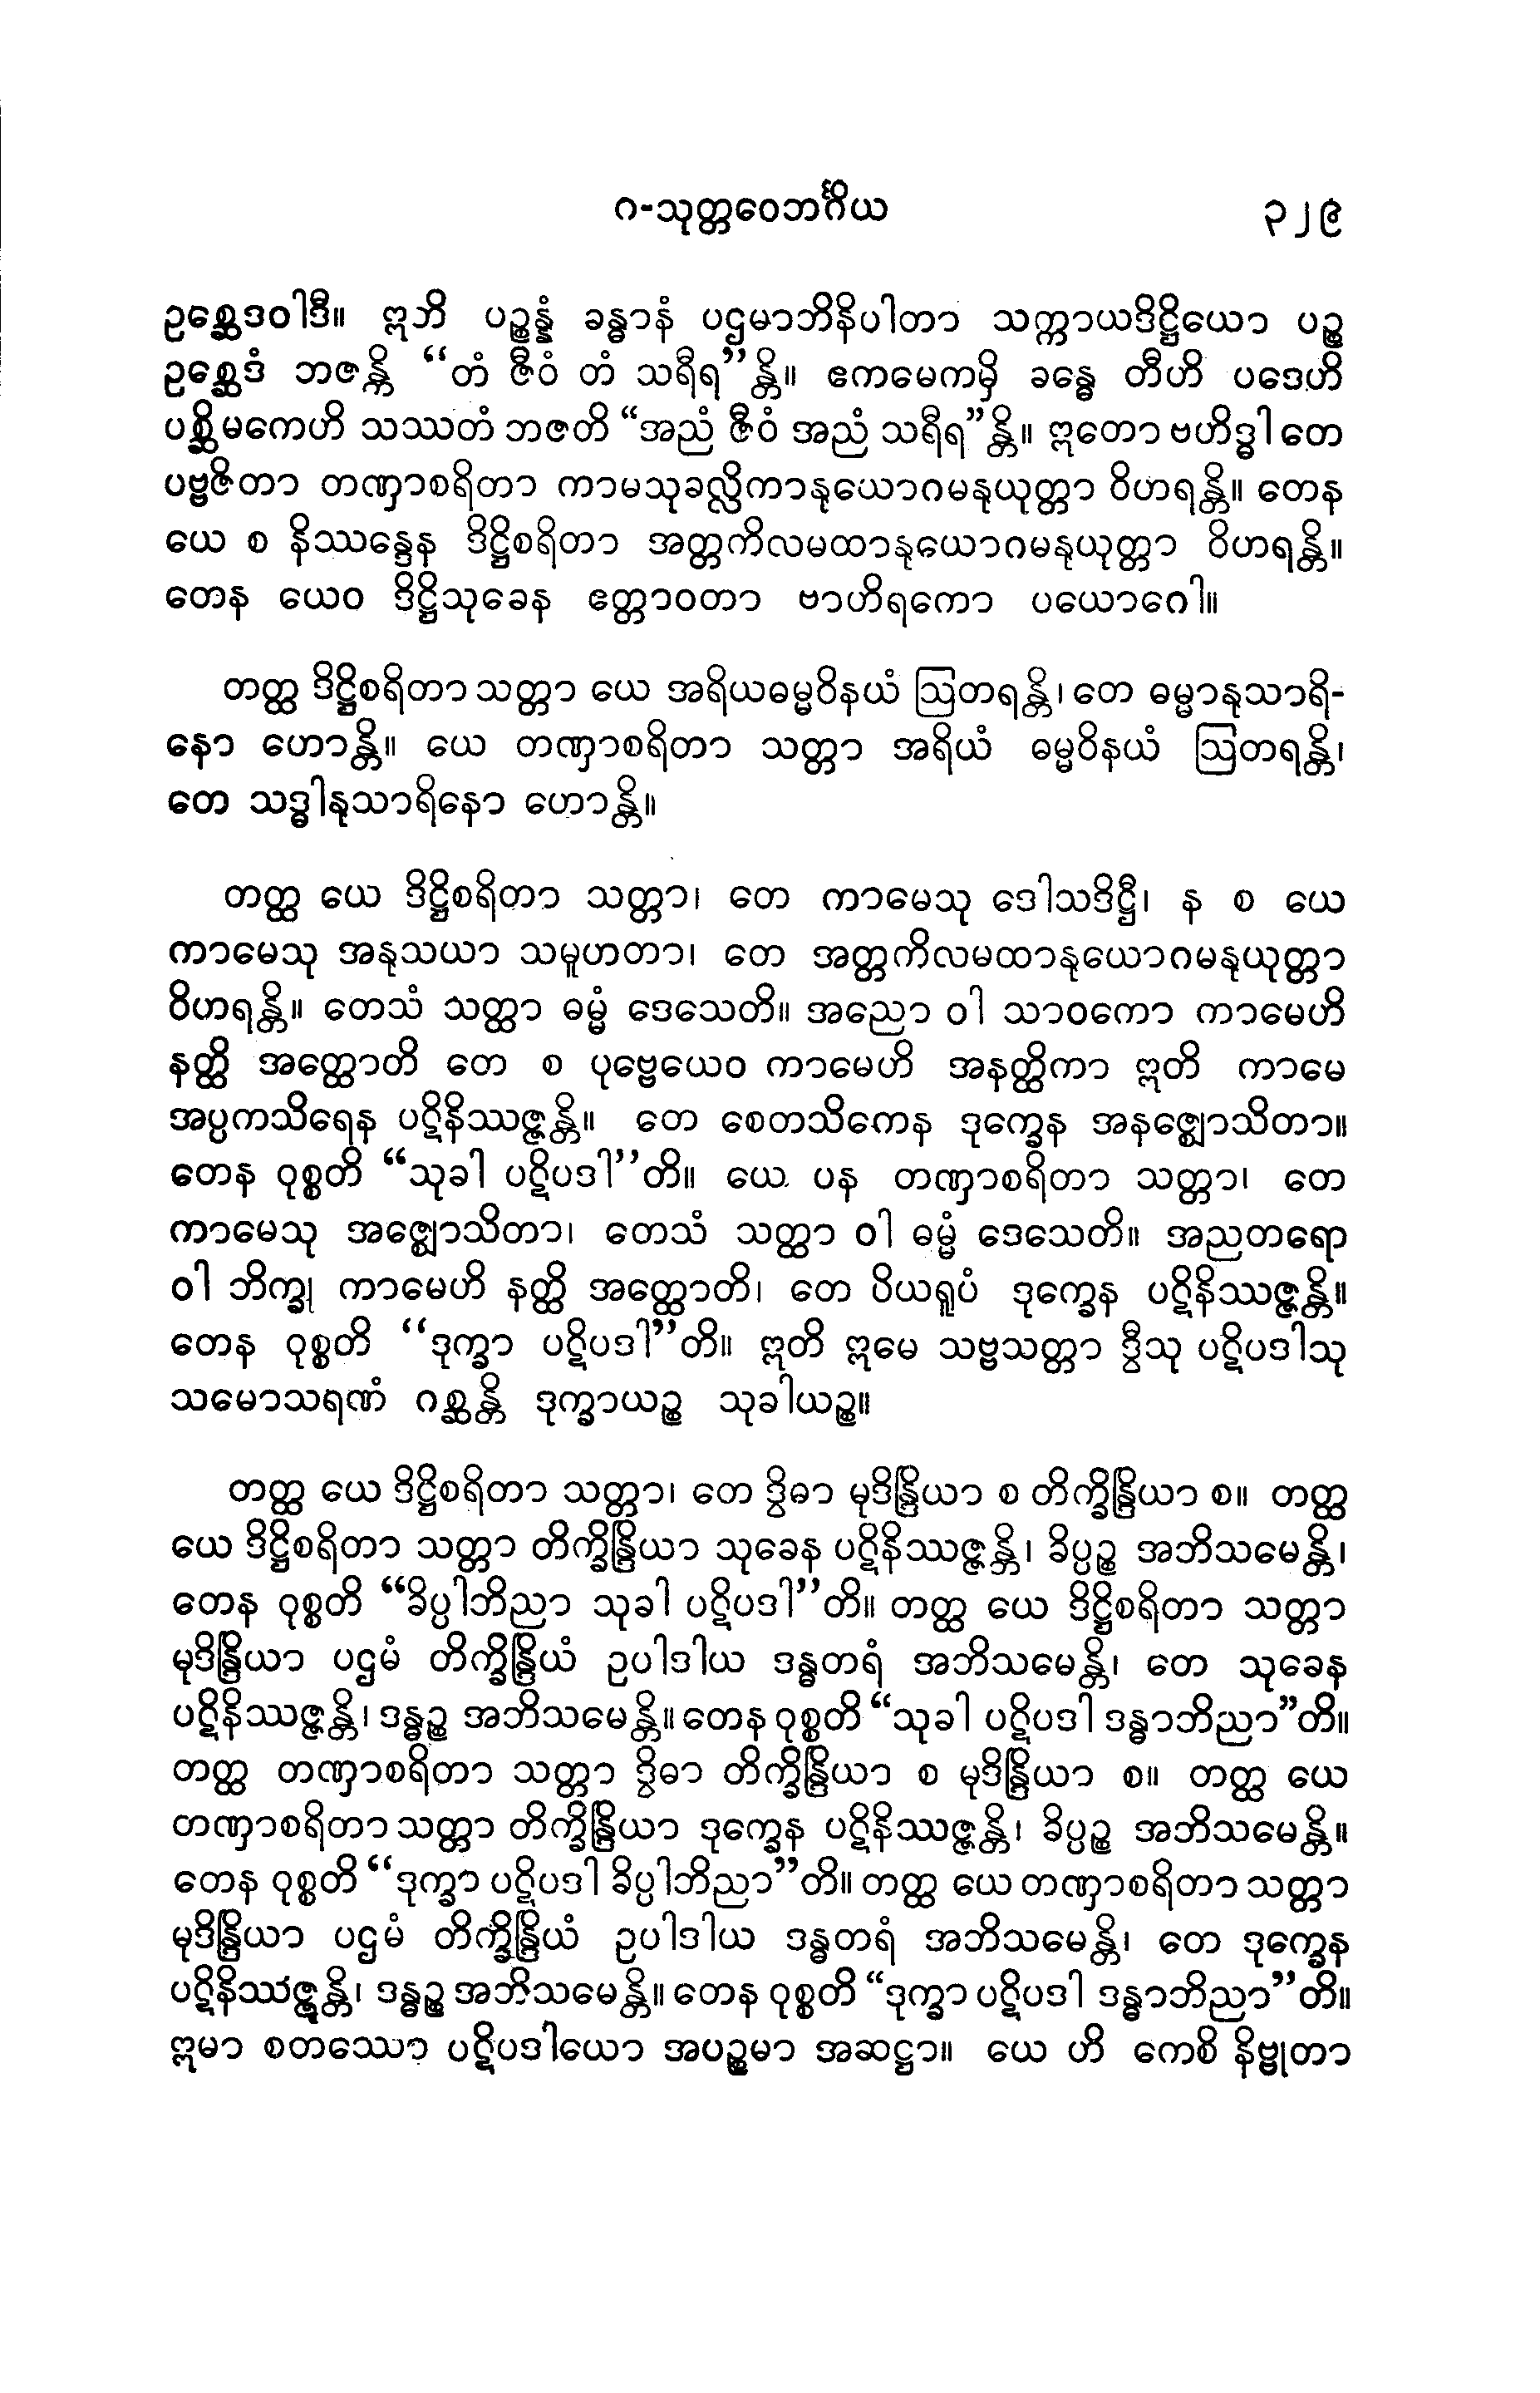 ဂ-သုတ္တဝေဘင်္ဂိယ ၃၂၉
ဥစ္ဆေဒဝါဒီ။ ဣဘိ ပဉ္စန္နံ ခန္ဓာနံ ပဌမာဘိနိပါတာ သက္ကာယဒိဋ္ဌိယော ပဉ္စ
ဥစ္ဆေဒံ ဘဇန္တိ “တံ ဇီဝံ တံ သရီရ”န္တိ။ ဧကမေကမှိ ခန္ဓေ တီဟိ ပဒေဟိ
ပစ္ဆိမကေဟိ သဿတံ ဘဇတိ “အညံ ဇီဝံ အညံ သရီရ”န္တိ။ ဣတော ဗဟိဒ္ဓါ တေ
ပဗ္ဗဇိတာ တဏှာစရိတာ ကာမသုခလ္လိကာနုယောဂမနုယုတ္တာ ဝိဟရန္တိ။ တေန
ယေ စ နိဿန္ဒေန ဒိဋ္ဌိစရိတာ အတ္တကိလမထာနုယောဂမနုယုတ္တာ ဝိဟရန္တိ။
တေန ယေဝ ဒိဋ္ဌိသုခေန ဧတ္တာဝတာ ဗာဟိရကော ပယောဂေါ။
တတ္ထ ဒိဋ္ဌိစရိတာ သတ္တာ ယေ အရိယဓမ္မဝိနယံ ဩတရန္တိ၊ တေ ဓမ္မာနုသာရိ-
နော ဟောန္တိ။ ယေ တဏှာစရိတာ သတ္တာ အရိယံ ဓမ္မဝိနယံ ဩတရန္တိ၊
တေ သဒ္ဓါနုသာရိနော ဟောန္တိ။
တတ္ထ ယေ ဒိဋ္ဌိစရိတာ သတ္တာ၊ တေ ကာမေသု ဒေါသဒိဋ္ဌီ၊ န စ ယေ
ကာမေသု အနုသယာ သမူဟတာ၊ တေ အတ္တကိလမထာနုယောဂမနုယုတ္တာ
ဝိဟရန္တိ။ တေသံ သတ္ထာ ဓမ္မံ ဒေသေတိ။ အညော ဝါ သာဝကော ကာမေဟိ
နတ္ထိ အတ္ထောတိ တေ စ ပုဗ္ဗေယေဝ ကာမေဟိ အနတ္ထိကာ ဣတိ ကာမေ
အပ္ပကသိရေန ပဋိနိဿဇ္ဇန္တိ။ တေ စေတသိကေန ဒုက္ခေန အနဇ္ဈောသိတာ။
တေန ဝုစ္စတိ “သုခါ ပဋိပဒါ”တိ။ ယေ ပန တဏှာစရိတာ သတ္တာ၊ တေ
ကာမေသု အဇ္ဈောသိတာ၊ တေသံ သတ္ထာ ဝါ ဓမ္မံ ဒေသေတိ။ အညတရော
ဝါ ဘိက္ခု ကာမေဟိ နတ္ထိ အတ္ထောတိ၊ တေ ပိယရူပံ ဒုက္ခေန ပဋိနိဿဇ္ဇန္တိ။
တေန ဝုစ္စတိ “ဒုက္ခာ ပဋိပဒါ”တိ။ ဣတိ ဣမေ သဗ္ဗသတ္တာ ဒွီသု ပဋိပဒါသု
သမောသရဏံ ဂစ္ဆန္တိ ဒုက္ခာယဉ္စ သုခါယဉ္စ။
တတ္ထ ယေ ဒိဋ္ဌိစရိတာ သတ္တာ၊ တေ ဒွိဓာ မုဒိန္ဒြိယာ စ တိက္ခိန္ဒြိယာ စ။ တတ္ထ
ယေ ဒိဋ္ဌိစရိတာ သတ္တာ တိက္ခိန္ဒြိယာ သုခေန ပဋိနိဿဇ္ဇန္တိ၊ ခိပ္ပဉ္စ အဘိသမေန္တိ၊
တေန ဝုစ္စတိ “ခိပ္ပါဘိညာ သုခါ ပဋိပဒါ”တိ။ တတ္ထ ယေ ဒိဋ္ဌိစရိတာ သတ္တာ
မုဒိန္ဒြိယာ ပဌမံ တိက္ခိန္ဒြိယံ ဥပါဒါယ ဒန္ဓတရံ အဘိသမေန္တိ၊ တေ သုခေန
ပဋိနိဿဇ္ဇန္တိ၊ ဒန္ဓဉ္စ အဘိသမေန္တိ။ တေန ဝုစ္စတိ “သုခါ ပဋိပဒါ ဒန္ဓာဘိညာ”တိ။
တတ္ထ တဏှာစရိတာ သတ္တာ ဒွိဓာ တိက္ခိန္ဒြိယာ စ မုဒိန္ဒြိယာ စ။ တတ္ထ ယေ
တဏှာစရိတာ သတ္တာ တိက္ခိန္ဒြိယာ ဒုက္ခေန ပဋိနိဿဇ္ဇန္တိ၊ ခိပ္ပဉ္စ အဘိသမေန္တိ။
တေန ဝုစ္စတိ “ဒုက္ခာ ပဋိပဒါ ခိပ္ပါဘိညာ”တိ။ တတ္ထ ယေ တဏှာစရိတာ သတ္တာ
မုဒိန္ဒြိယာ ပဌမံ တိက္ခိန္ဒြိယံ ဥပါဒါယ ဒန္ဓတရံ အဘိသမေန္တိ၊ တေ ဒုက္ခေန
ပဋိနိဿဇ္ဇန္တိ၊ ဒန္ဓဉ္စ အဘိသမေန္တိ။ တေန ဝုစ္စတိ “ဒုက္ခာ ပဋိပဒါ ဒန္ဓာဘိညာ”တိ။
ဣမာ စတဿော ပဋိပဒါယော အပဉ္စမာ အဆဋ္ဌာ။ ယေ ဟိ ကေစိ နိဗ္ဗုတာ